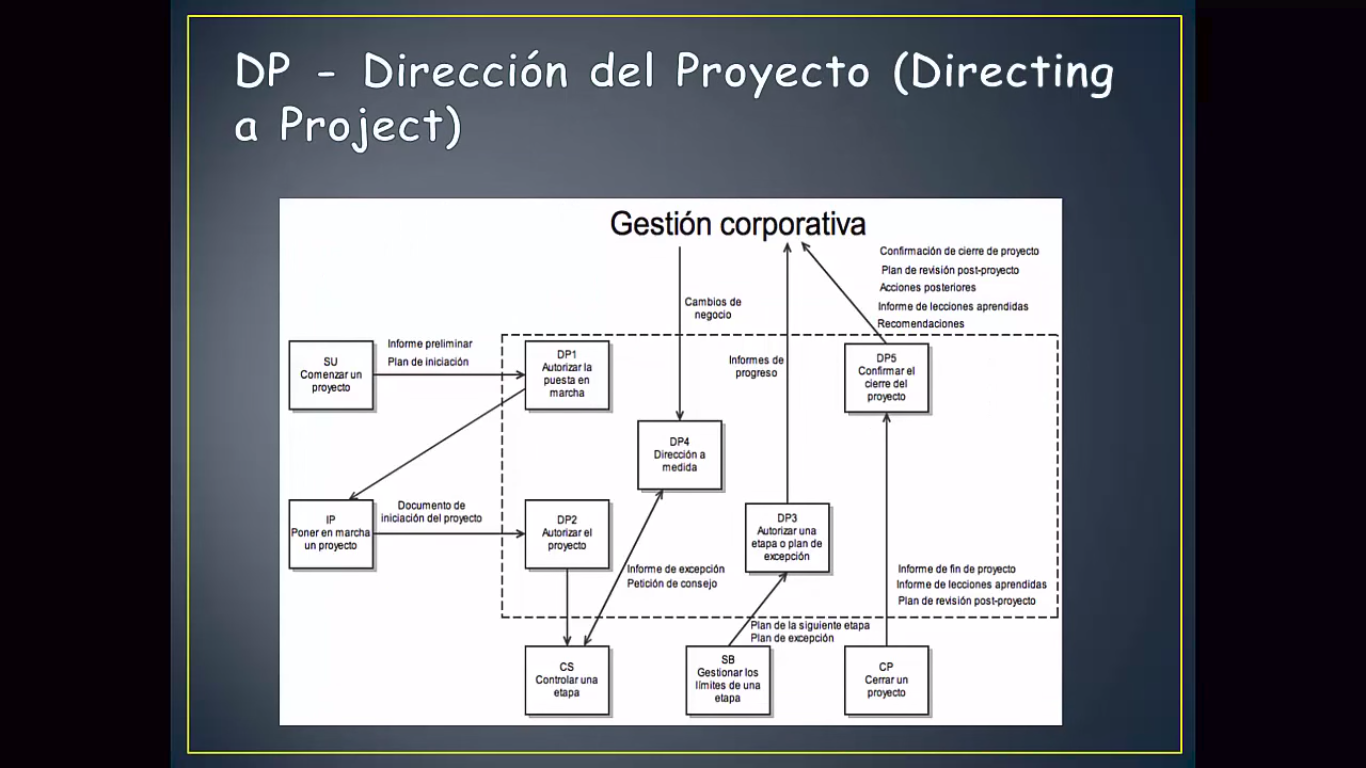 DP - Dirección del Proyecto (Directing
a Project)
Gestión corporativa
Confirmación de cierre de proyecto
Plan de revisión post-proyecto
Acciones posteriores
Informe de lecciones aprendidas
Recomendaciones
Cambios de
negocio
Informe preliminar
Plan de iniciación
SU
Comenzar un
proyecto
DP1
Autorizar la
puesta en
marcha
Informes de
progreso
DP5
Confirmar el
cierre del
proyecto
DP4
Dirección a
medida
IP
Poner en marcha
un proyecto
Documento de
iniciación del proyecto
DP2
Autorizar el
proyecto
DP3
Autorizar una
etapa o plan de
excepción
Informe de excepción
Petición de consejo
Informe de fin de proyecto
Informe de lecciones aprendidas
Plan de revisión post-proyecto
Plan de la siguiente etapa
Plan de excepción
CS
Controlar una
etapa
SB
Gestionar los
límites de una
etapa
CP
Cerrar un
proyecto